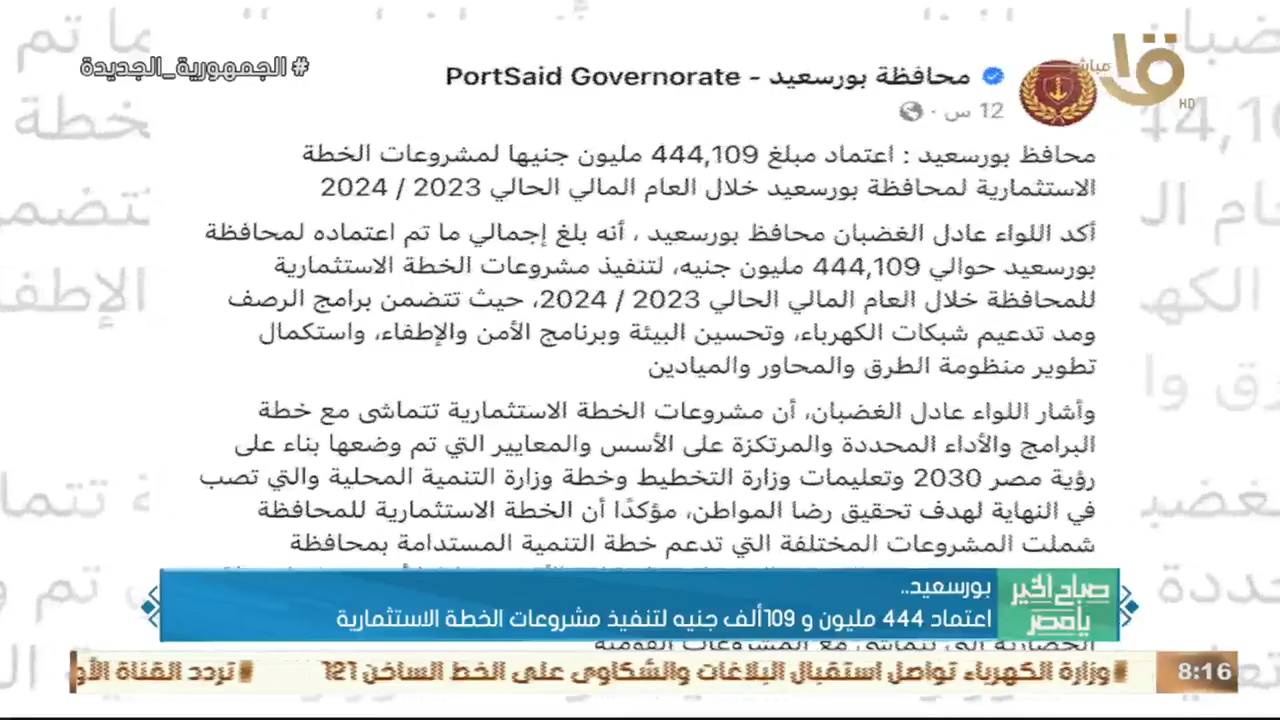 #الجمهورية_الجديدة
مباشر
HD
محافظة بورسعيد - PortSaid Governorate
12 س
محافظ بورسعيد : اعتماد مبلغ 444,109 مليون جنيها لمشروعات الخطة
الاستثمارية لمحافظة بورسعيد خلال العام المالي الحالي 2023 / 2024
أكد اللواء عادل الغضبان محافظ بورسعيد ، أنه بلغ إجمالي ما تم اعتماده لمحافظة
بورسعيد حوالي 444,109 مليون جنيه، لتنفيذ مشروعات الخطة الاستثمارية
للمحافظة خلال العام المالي الحالي 2023 / 2024، حيث تتضمن برامج الرصف
ومد تدعيم شبكات الكهرباء، وتحسين البيئة وبرنامج الأمن والإطفاء، واستكمال
تطوير منظومة الطرق والمحاور والميادين
وأشار اللواء عادل الغضبان، أن مشروعات الخطة الاستثمارية تتماشى مع خطة
البرامج والأداء المحددة والمرتكزة على الأسس والمعايير التي تم وضعها بناء على
رؤية مصر 2030 وتعليمات وزارة التخطيط وخطة وزارة التنمية المحلية والتي تصب
في النهاية لهدف تحقيق رضا المواطن، مؤكدًا أن الخطة الاستثمارية للمحافظة
شملت المشروعات المختلفة التي تدعم خطة التنمية المستدامة بمحافظة
صباح الخير
يا مصر
بورسعيد..
اعتماد 444 مليون و 109ألف جنيه لتنفيذ مشروعات الخطة الاستثمارية
8:16
#وزارة الكهرباء تواصل استقبال البلاغات والشكاوى على الخط الساخن 121 #تردد القناة الأو